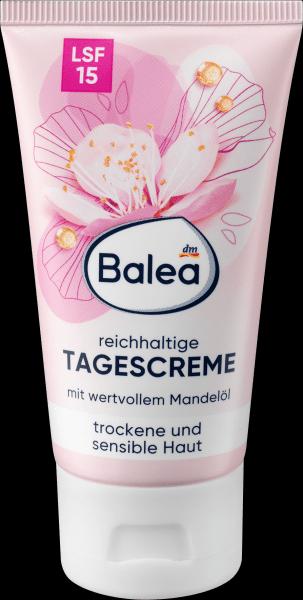 LSF
15
dm
Balea
reichhaltige
TAGESCREME
mit wertvollem Mandelöl
trockene und
sensible Haut